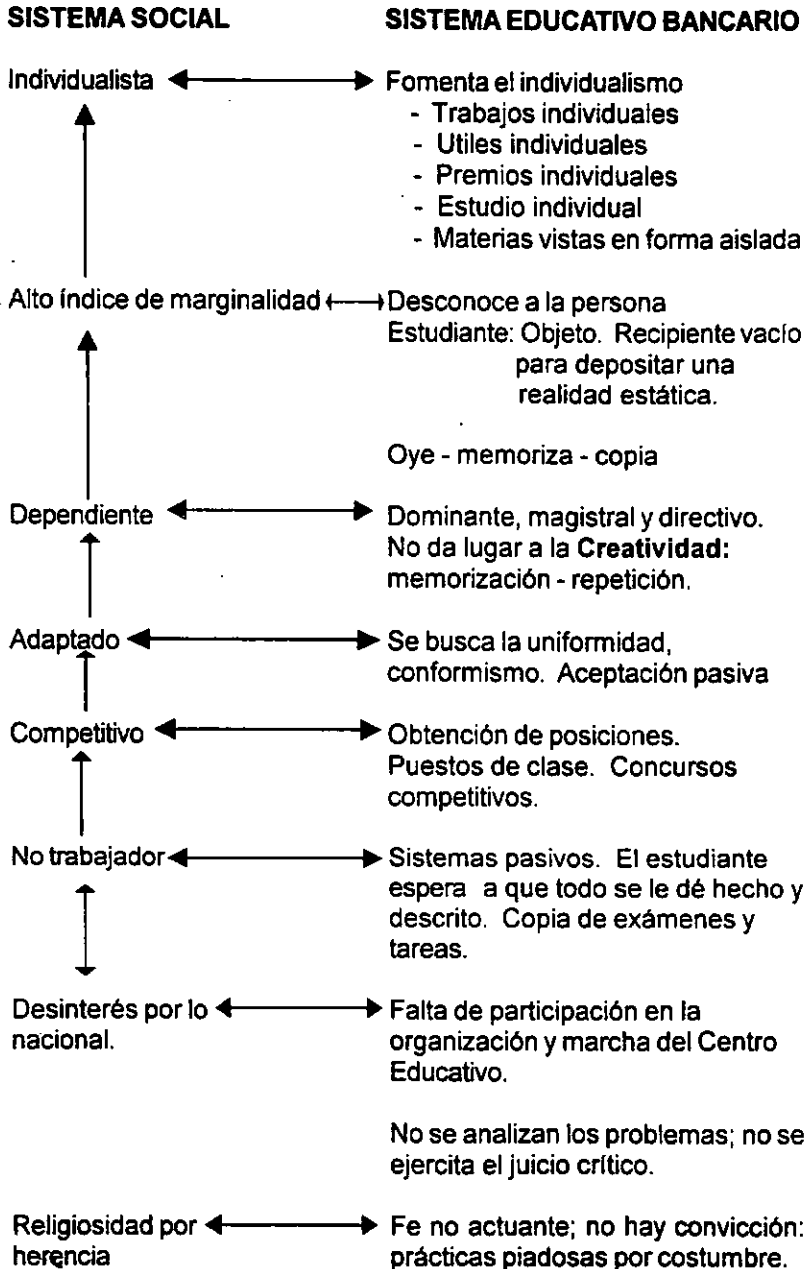 SISTEMA SOCIAL SISTEMA EDUCATIVO BANCARIO
Individualista Fomenta el individualismo
- Trabajos individuales
- Utiles individuales
- Premios individuales
- Estudio individual
- Materias vistas en forma aislada
Alto índice de marginalidad Desconoce a la persona
Estudiante: Objeto. Recipiente vacío
para depositar una
realidad estática.
Oye - memoriza - copia
Dependiente Dominante, magistral y directivo.
No da lugar a la Creatividad:
memorización - repetición.
Adaptado Se busca la uniformidad,
conformismo. Aceptación pasiva
Competitivo Obtención de posiciones.
Puestos de clase. Concursos
competitivos.
No trabajador Sistemas pasivos. El estudiante
espera a que todo se le dé hecho y
descrito. Copia de exámenes y
tareas.
Desinterés por lo Falta de participación en la
nacional. organización y marcha del Centro
Educativo.
No se analizan los problemas; no se
ejercita el juicio crítico.
Religiosidad por Fe no actuante; no hay convicción:
herencia prácticas piadosas por costumbre.